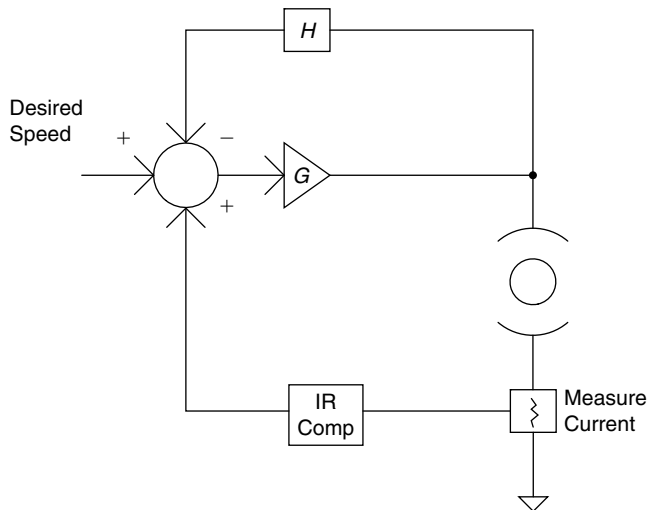 H
Desired
Speed
+
−
G
+
IR
Comp
Measure
Current